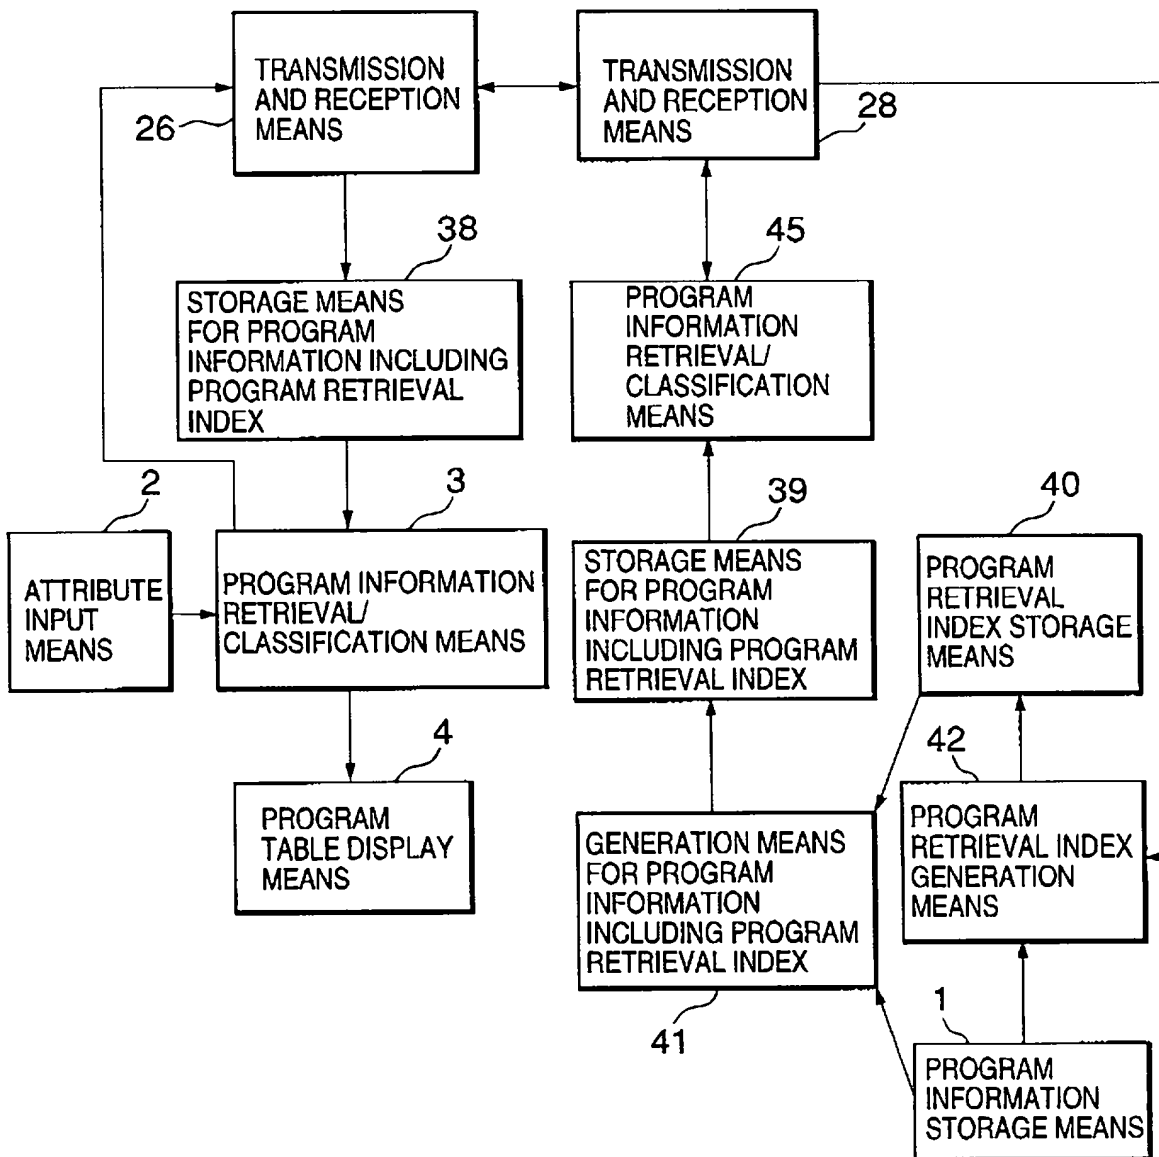 TRANSMISSION
AND RECEPTION
MEANS
26
TRANSMISSION
AND RECEPTION
MEANS
28
38
STORAGE MEANS
FOR PROGRAM
INFORMATION INCLUDING
PROGRAM RETRIEVAL
INDEX
45
PROGRAM
INFORMATION
RETRIEVAL/
CLASSIFICATION
MEANS
2
ATTRIBUTE
INPUT
MEANS
3
PROGRAM INFORMATION
RETRIEVAL/
CLASSIFICATION MEANS
39
STORAGE MEANS
FOR PROGRAM
INFORMATION
INCLUDING PROGRAM
RETRIEVAL INDEX
40
PROGRAM
RETRIEVAL
INDEX STORAGE
MEANS
4
PROGRAM
TABLE DISPLAY
MEANS
GENERATION MEANS
FOR PROGRAM
INFORMATION
INCLUDING PROGRAM
RETRIEVAL INDEX
41
42
PROGRAM
RETRIEVAL INDEX
GENERATION
MEANS
1
PROGRAM
INFORMATION
STORAGE MEANS